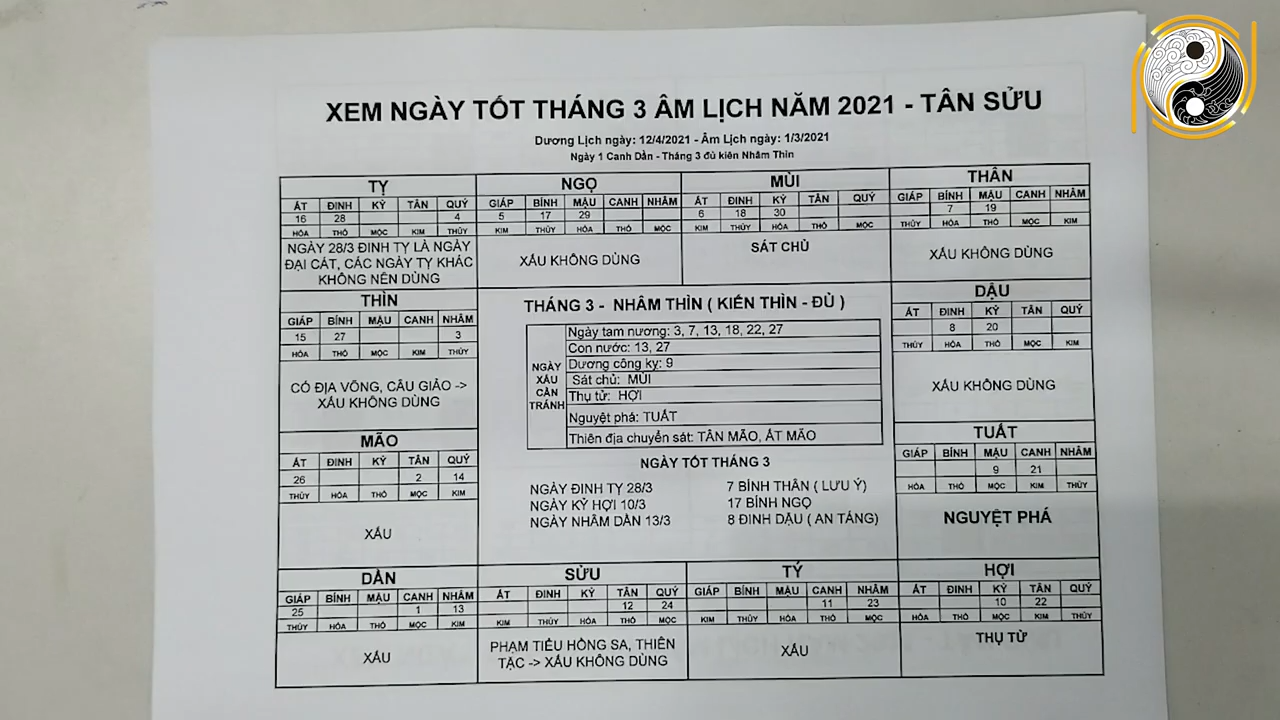 XEM NGÀY TỐT THÁNG 3 ÂM LỊCH NĂM 2021 - TÂN SỬU
Dương Lịch ngày: 12/4/2021 - Âm Lịch ngày: 1/3/2021
Ngày 1 Canh Dần - Tháng 3 đủ kiên Nhâm Thìn
TỴ
ẤT ĐINH KỶ TÂN QUÝ
16 28 4
HỎA THỔ MỘC KIM THỦY
NGÀY 28/3 ĐINH TỴ LÀ NGÀY
ĐẠI CÁT, CÁC NGÀY TỴ KHÁC
KHÔNG NÊN DÙNG
NGỌ
GIÁP BÍNH MẬU CANH NHÂM
5 17 29
KIM THỦY HỎA THỔ MỘC
XẤU KHÔNG DÙNG
MÙI
ẤT ĐINH KỶ TÂN QUÝ
6 18 30
KIM THỦY HỎA THỔ MỘC
SÁT CHỦ
THÂN
GIÁP BÍNH MẬU CANH NHÂM
7 19
THỦY HỎA THỔ MỘC KIM
XẤU KHÔNG DÙNG
THÌN
GIÁP BÍNH MẬU CANH NHÂM
15 27 3
HỎA THỔ MỘC KIM THỦY
CÓ ĐỊA VÕNG, CÂU GIẢO ->
XẤU KHÔNG DÙNG
THÁNG 3 - NHÂM THÌN ( KIẾN THÌN - ĐỦ )
NGÀY
XẤU
CẦN
TRÁNH
Ngày tam nương: 3, 7, 13, 18, 22, 27
Con nước: 13, 27
Dương công kỵ: 9
Sát chủ: MÙI
Thụ tử: HỢI
Nguyệt phá: TUẤT
Thiên địa chuyển sát: TÂN MÃO, ẤT MÃO
NGÀY TỐT THÁNG 3
NGÀY ĐINH TỴ 28/3 7 BÍNH THÂN ( LƯU Ý)
NGÀY KỶ HỢI 10/3 17 BÍNH NGỌ
NGÀY NHÂM DẦN 13/3 8 ĐINH DẬU ( AN TÁNG)
DẬU
ẤT ĐINH KỶ TÂN QUÝ
8 20
THỦY HỎA THỔ MỘC KIM
XẤU KHÔNG DÙNG
MÃO
ẤT ĐINH KỶ TÂN QUÝ
26 2 14
THỦY HỎA THỔ MỘC KIM
XẤU
TUẤT
GIÁP BÍNH MẬU CANH NHÂM
9 21
HỎA THỔ MỘC KIM THỦY
NGUYỆT PHÁ
DẦN
GIÁP BÍNH MẬU CANH NHÂM
25 1 13
THỦY HỎA THỔ MỘC KIM
XẤU
SỬU
ẤT ĐINH KỶ TÂN QUÝ
12 24
KIM THỦY HỎA THỔ MỘC
PHẠM TIỂU HỒNG SA, THIÊN
TẶC -> XẤU KHÔNG DÙNG
TÝ
GIÁP BÍNH MẬU CANH NHÂM
11 23
KIM THỦY HỎA THỔ MỘC
XẤU
HỢI
ẤT ĐINH KỶ TÂN QUÝ
10 22
HỎA THỔ MỘC KIM THỦY
THỤ TỬ